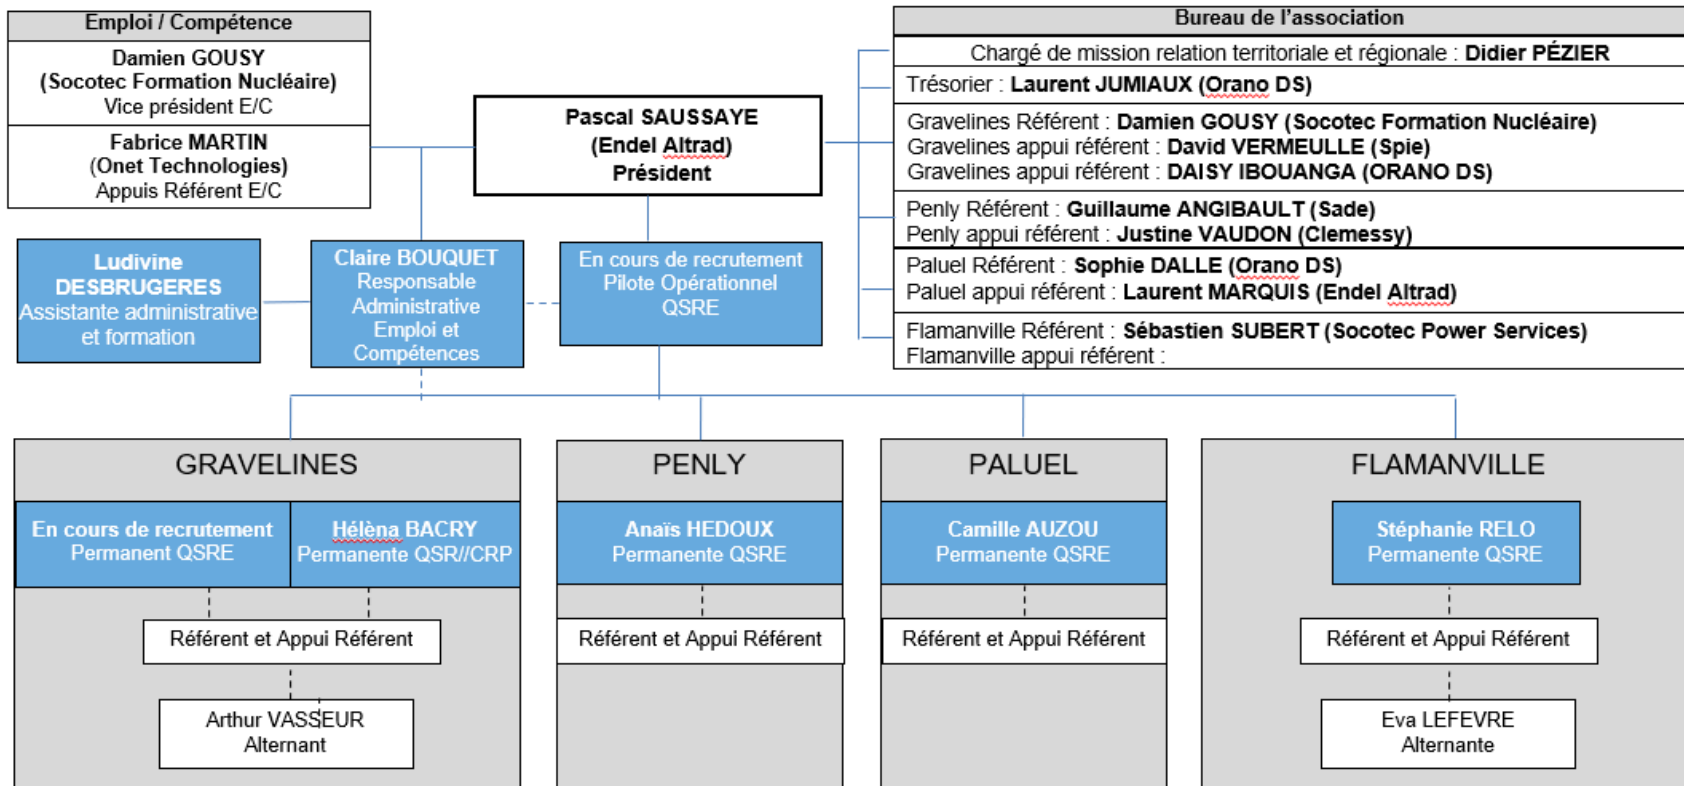 Emploi / Compétence
Damien GOUSY
(Socotec Formation Nucléaire)
Vice président E/C
Fabrice MARTIN
(Onet Technologies)
Appuis Référent E/C
Pascal SAUSSAYE
(Endel Altrad)
Président
Bureau de l'association
Chargé de mission relation territoriale et régionale : Didier PÉZIER
Trésorier : Laurent JUMIAUX (Orano DS)
Gravelines Référent : Damien GOUSY (Socotec Formation Nucléaire)
Gravelines appui référent : David VERMEULLE (Spie)
Gravelines appui référent : DAISY IBOUANGA (ORANO DS)
Penly Référent : Guillaume ANGIBAULT (Sade)
Penly appui référent : Justine VAUDON (Clemessy)
Paluel Référent : Sophie DALLE (Orano DS)
Paluel appui référent : Laurent MARQUIS (Endel Altrad)
Flamanville Référent : Sébastien SUBERT (Socotec Power Services)
Flamanville appui référent :
Ludivine
DESBRUGERES
Assistante administrative
et formation
Claire BOUQUET
Responsable
Administrative
Emploi et
Compétences
En cours de recrutement
Pilote Opérationnel
QSRE
GRAVELINES
En cours de recrutement
Permanent QSRE
Hélèna BACRY
Permanente QSR//CRP
Référent et Appui Référent
Arthur VASSEUR
Alternant
PENLY
Anaïs HEDOUX
Permanente QSRE
Référent et Appui Référent
PALUEL
Camille AUZOU
Permanente QSRE
Référent et Appui Référent
FLAMANVILLE
Stéphanie RELO
Permanente QSRE
Référent et Appui Référent
Eva LEFEVRE
Alternante